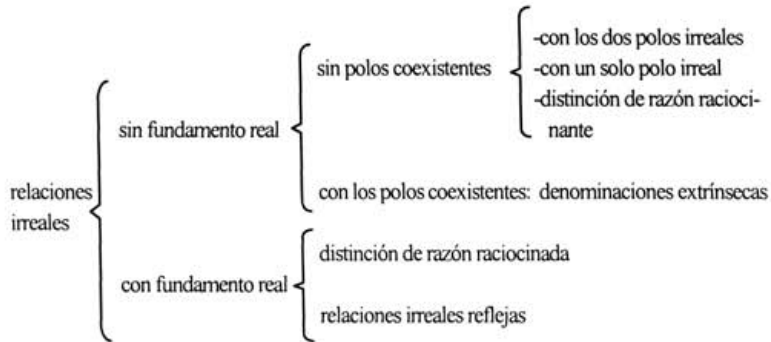 relaciones
irreales
sin fundamento real
sin polos coexistentes
-con los dos polos irreales
-con un solo polo irreal
-distinción de razón racioci-
nante
con los polos coexistentes: denominaciones extrínsecas
con fundamento real
distinción de razón raciocinada
relaciones irreales reflejas